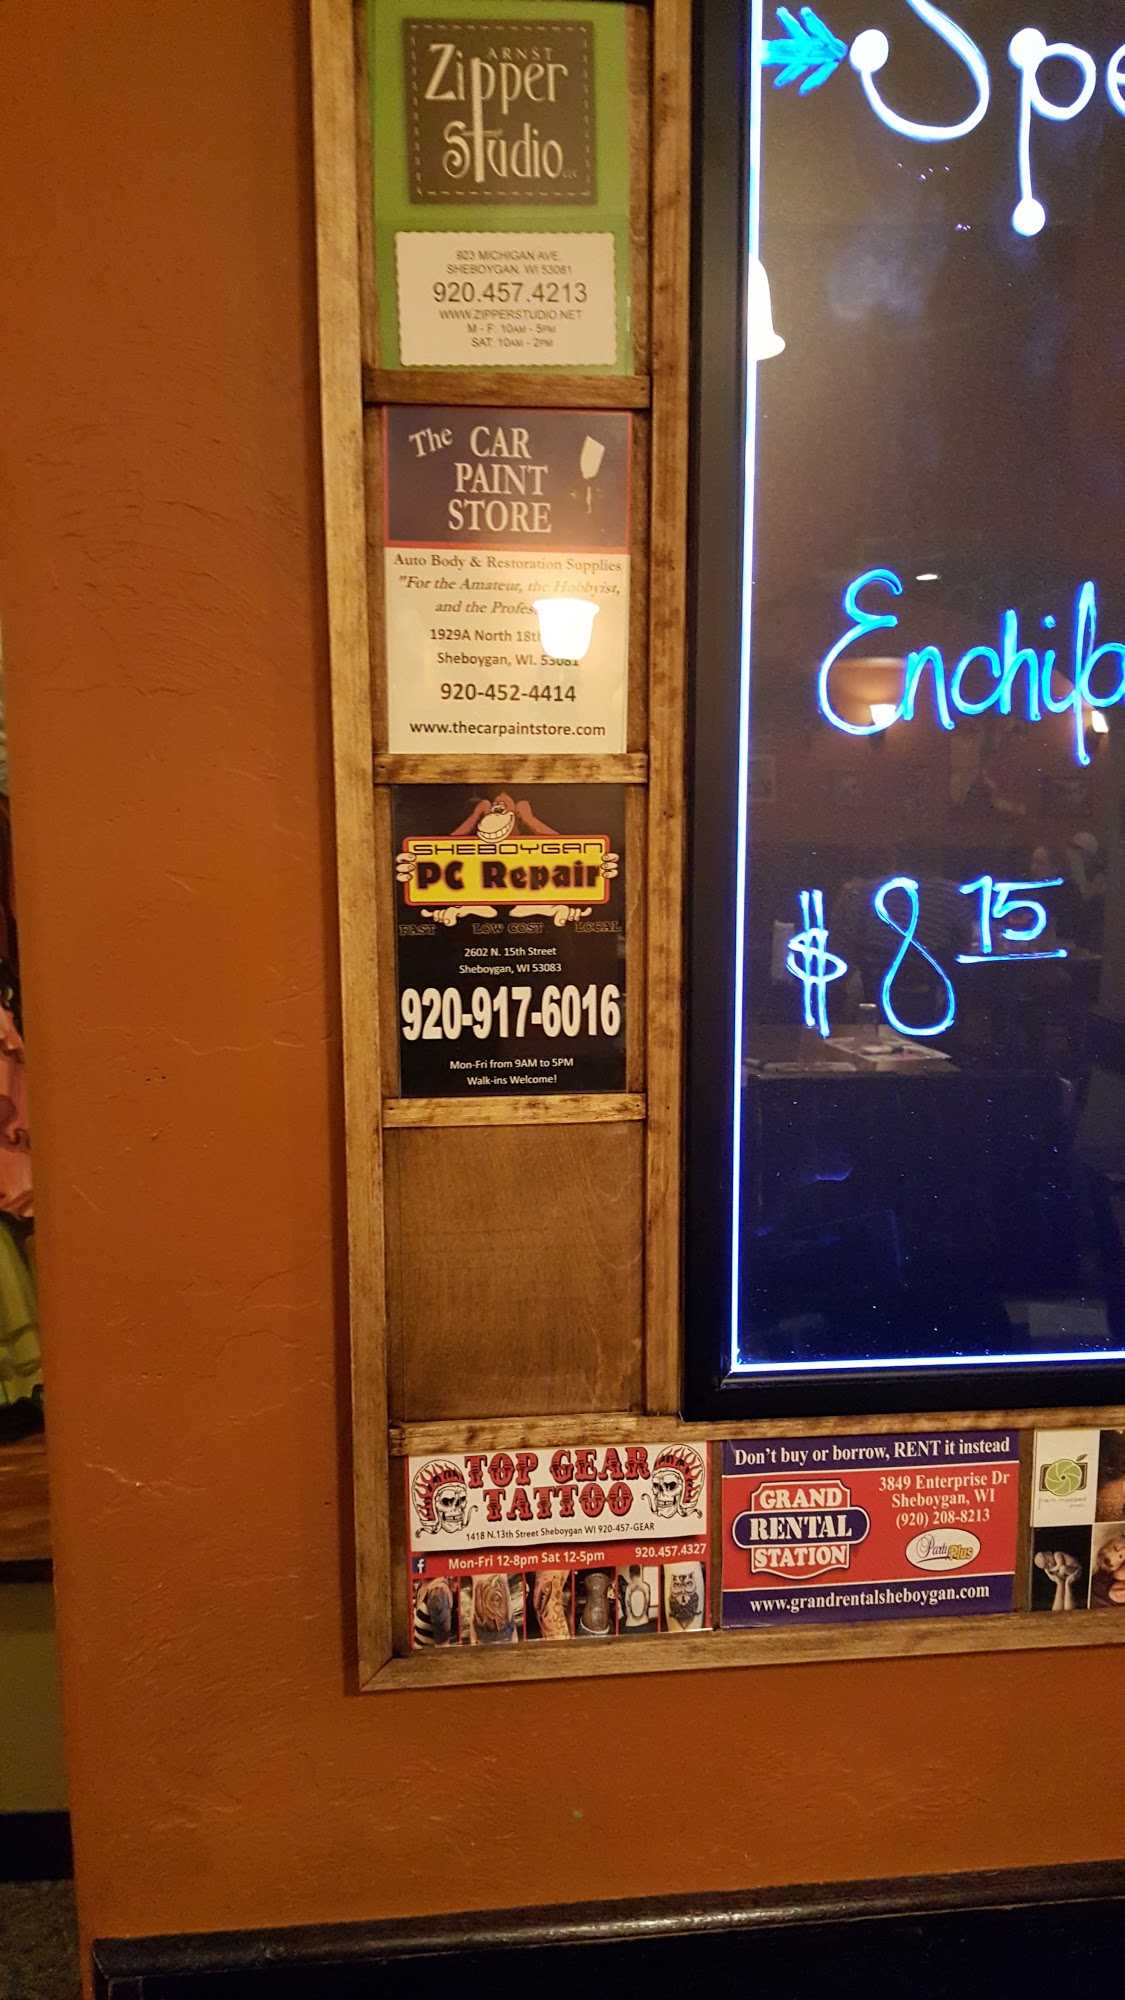 ARNST
Zipper
Studio LLC
923 MICHIGAN AVE.
SHEBOYGAN, WI 53081
920.457.4213
WWW.ZIPPERSTUDIO.NET
M - F: 10AM - 5PM
SAT: 10AM - 2PM
The CAR
PAINT
STORE
Auto Body & Restoration Supplies
"For the Amateur, the Hobbyist,
and the Profes
1929A North 18th
Sheboygan, WI. 53081
920-452-4414
www.thecarpaintstore.com
SHEBOYGAN
PC Repair
FAST LOW COST LOCAL
2602 N. 15th Street
Sheboygan, WI 53083
920-917-6016
Mon-Fri from 9AM to 5PM
Walk-ins Welcome!
Spe
Enchila
$8 15
TOP GEAR
TATTOO
1418 N.13th Street Sheboygan WI 920-457-GEAR
f Mon-Fri 12-8pm Sat 12-5pm 920.457.4327
Don't buy or borrow, RENT it instead
GRAND
RENTAL
STATION
3849 Enterprise Dr
Sheboygan, WI
(920) 208-8213
Party Plus
www.grandrentalsheboygan.com